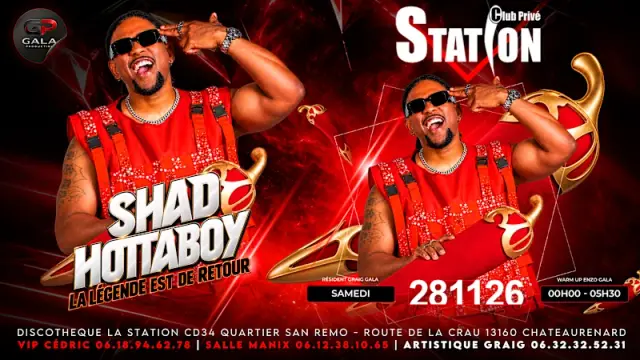 GP
GALA
PRODUCTION
Club Privé
STATION
SHAD
HOTTABOY
LA LÉGENDE EST DE RETOUR
RÉSIDENT GRAIG GALA
SAMEDI
281126
WARM UP ENZO GALA
00H00 - 05H30
DISCOTHEQUE LA STATION CD34 QUARTIER SAN REMO - ROUTE DE LA CRAU 13160 CHATEAURENARD
VIP CÉDRIC 06.18.94.62.78 | SALLE MANIX 06.12.38.10.65 | ARTISTIQUE GRAIG 06.32.32.52.31